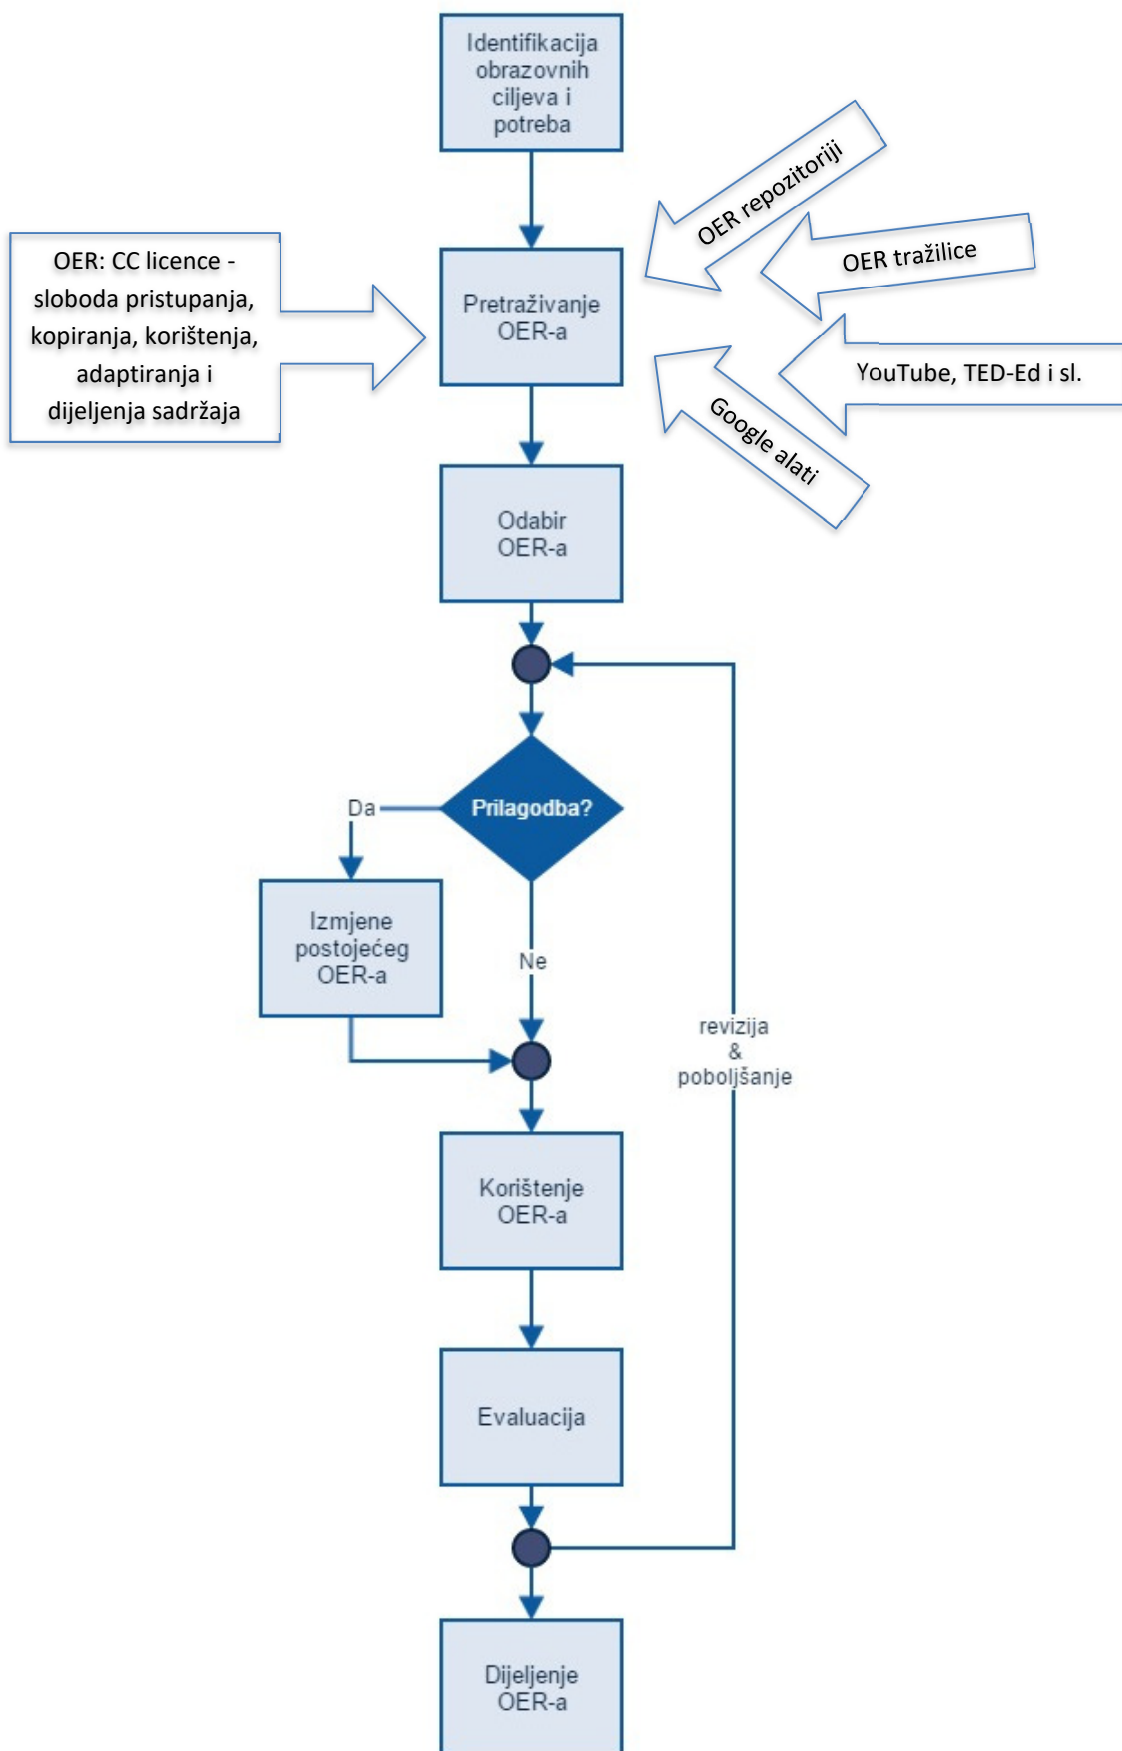 Identifikacija
obrazovnih
ciljeva i
potreba
OER repozitoriji
OER tražilice
OER: CC licence -
sloboda pristupanja,
kopiranja, korištenja,
adaptiranja i
dijeljenja sadržaja
Pretraživanje
OER-a
YouTube, TED-Ed i sl.
Google alati
Odabir
OER-a
Prilagodba?
Da
Izmjene
postojećeg
OER-a
Ne
revizija
&
poboljšanje
Korištenje
OER-a
Evaluacija
Dijeljenje
OER-a